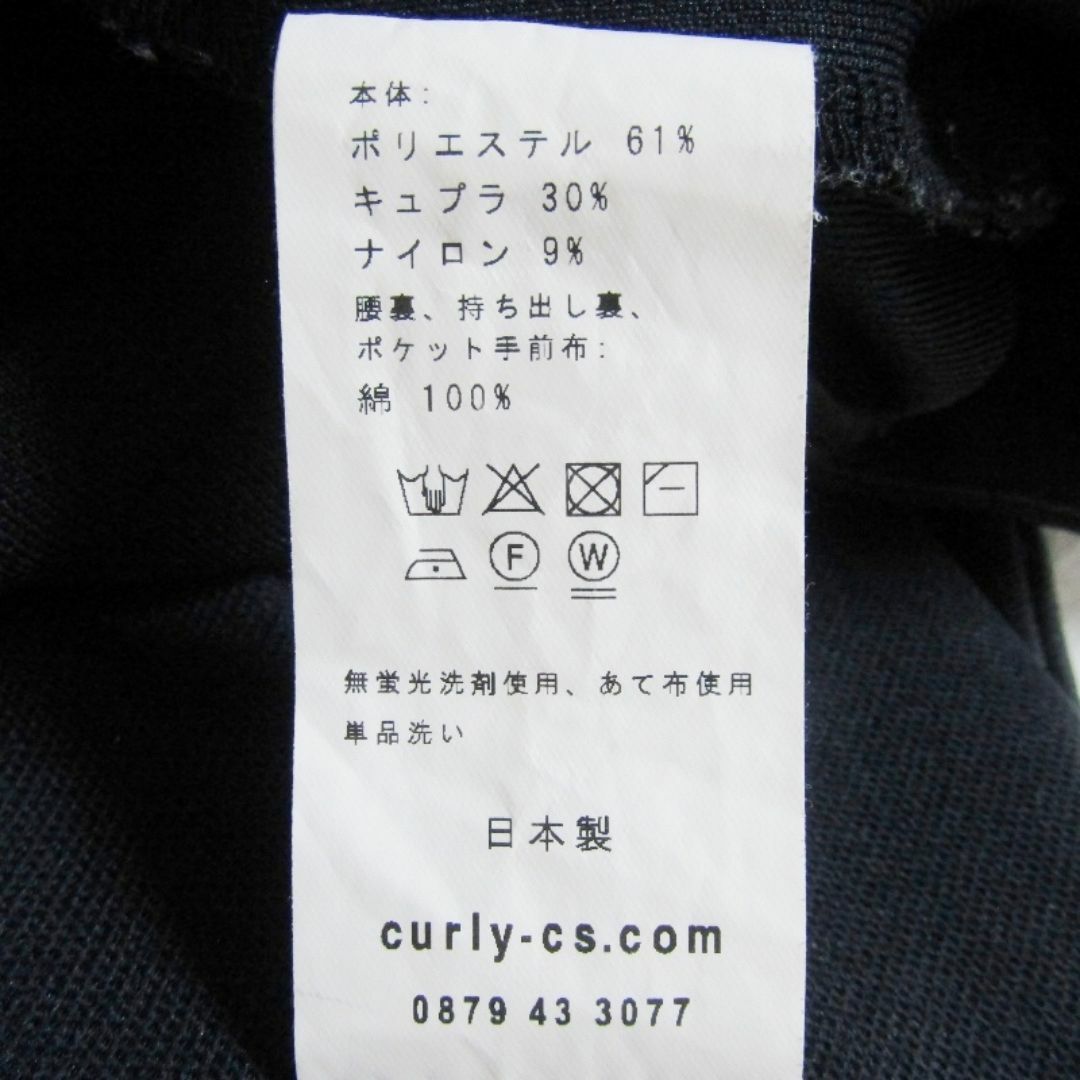 本体:
ポリエステル 61%
キュプラ 30%
ナイロン 9%
腰裏、持ち出し裏、
ポケット手前布:
綿 100%
F W
無蛍光洗剤使用、あて布使用
単品洗い
日本製
curly-cs.com
0879 43 3077